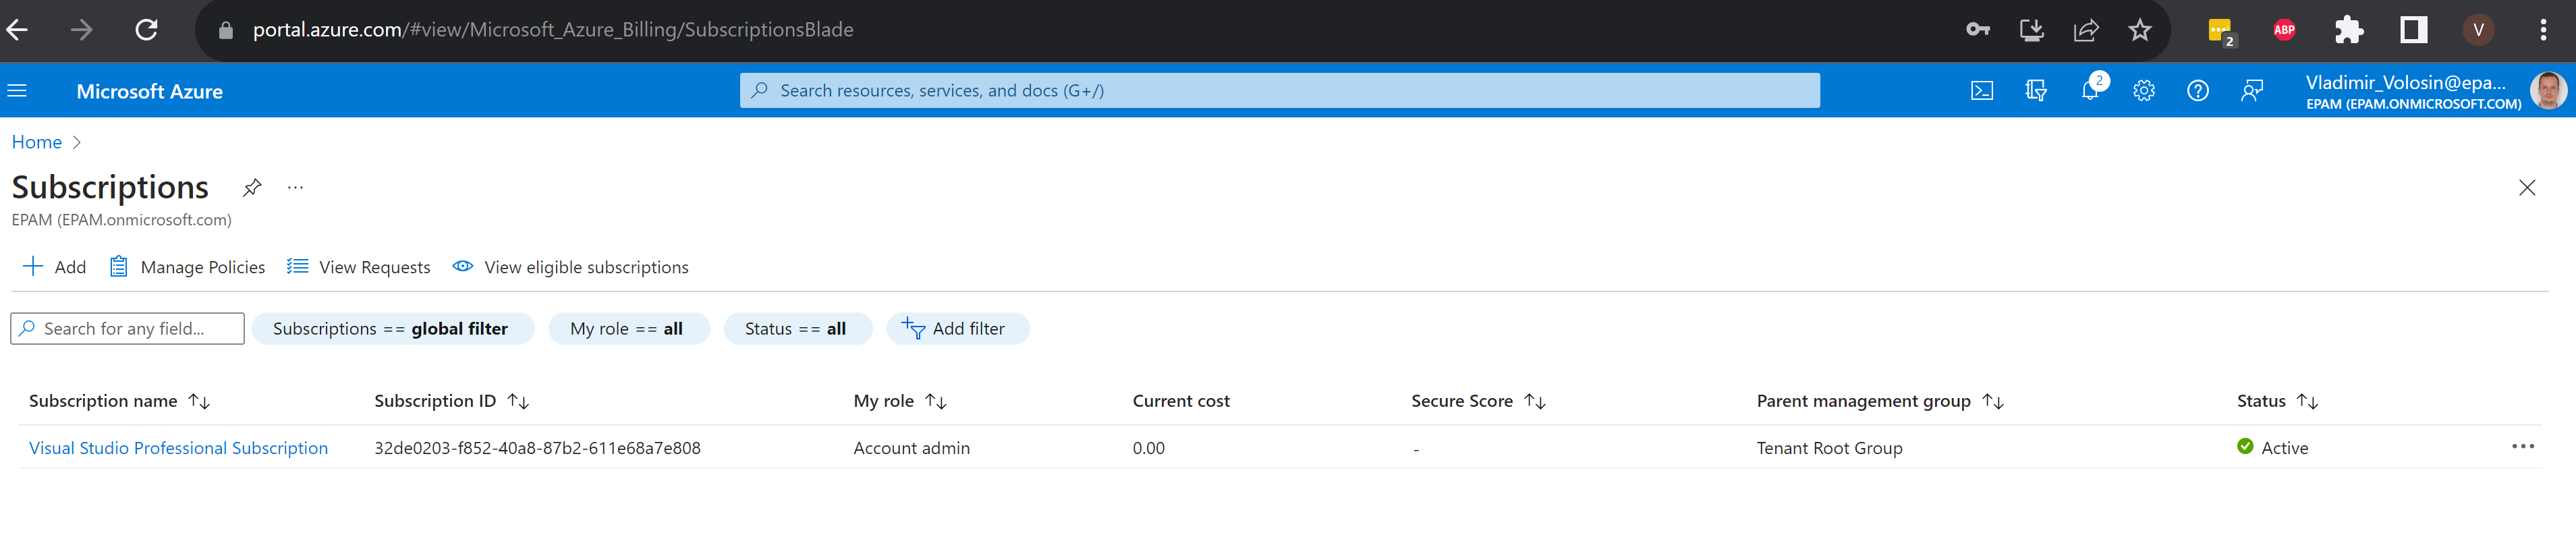 portal.azure.com/#view/Microsoft_Azure_Billing/SubscriptionsBlade
2
ABP
V
Microsoft Azure
Search resources, services, and docs (G+/)
2
Vladimir_Volosin@epa...
EPAM (EPAM.ONMICROSOFT.COM)
Home
Subscriptions
EPAM (EPAM.onmicrosoft.com)
Add Manage Policies View Requests View eligible subscriptions
Search for any field... Subscriptions == global filter My role == all Status == all Add filter
Subscription name Subscription ID My role Current cost Secure Score Parent management group Status
Visual Studio Professional Subscription 32de0203-f852-40a8-87b2-611e68a7e808 Account admin 0.00 - Tenant Root Group Active